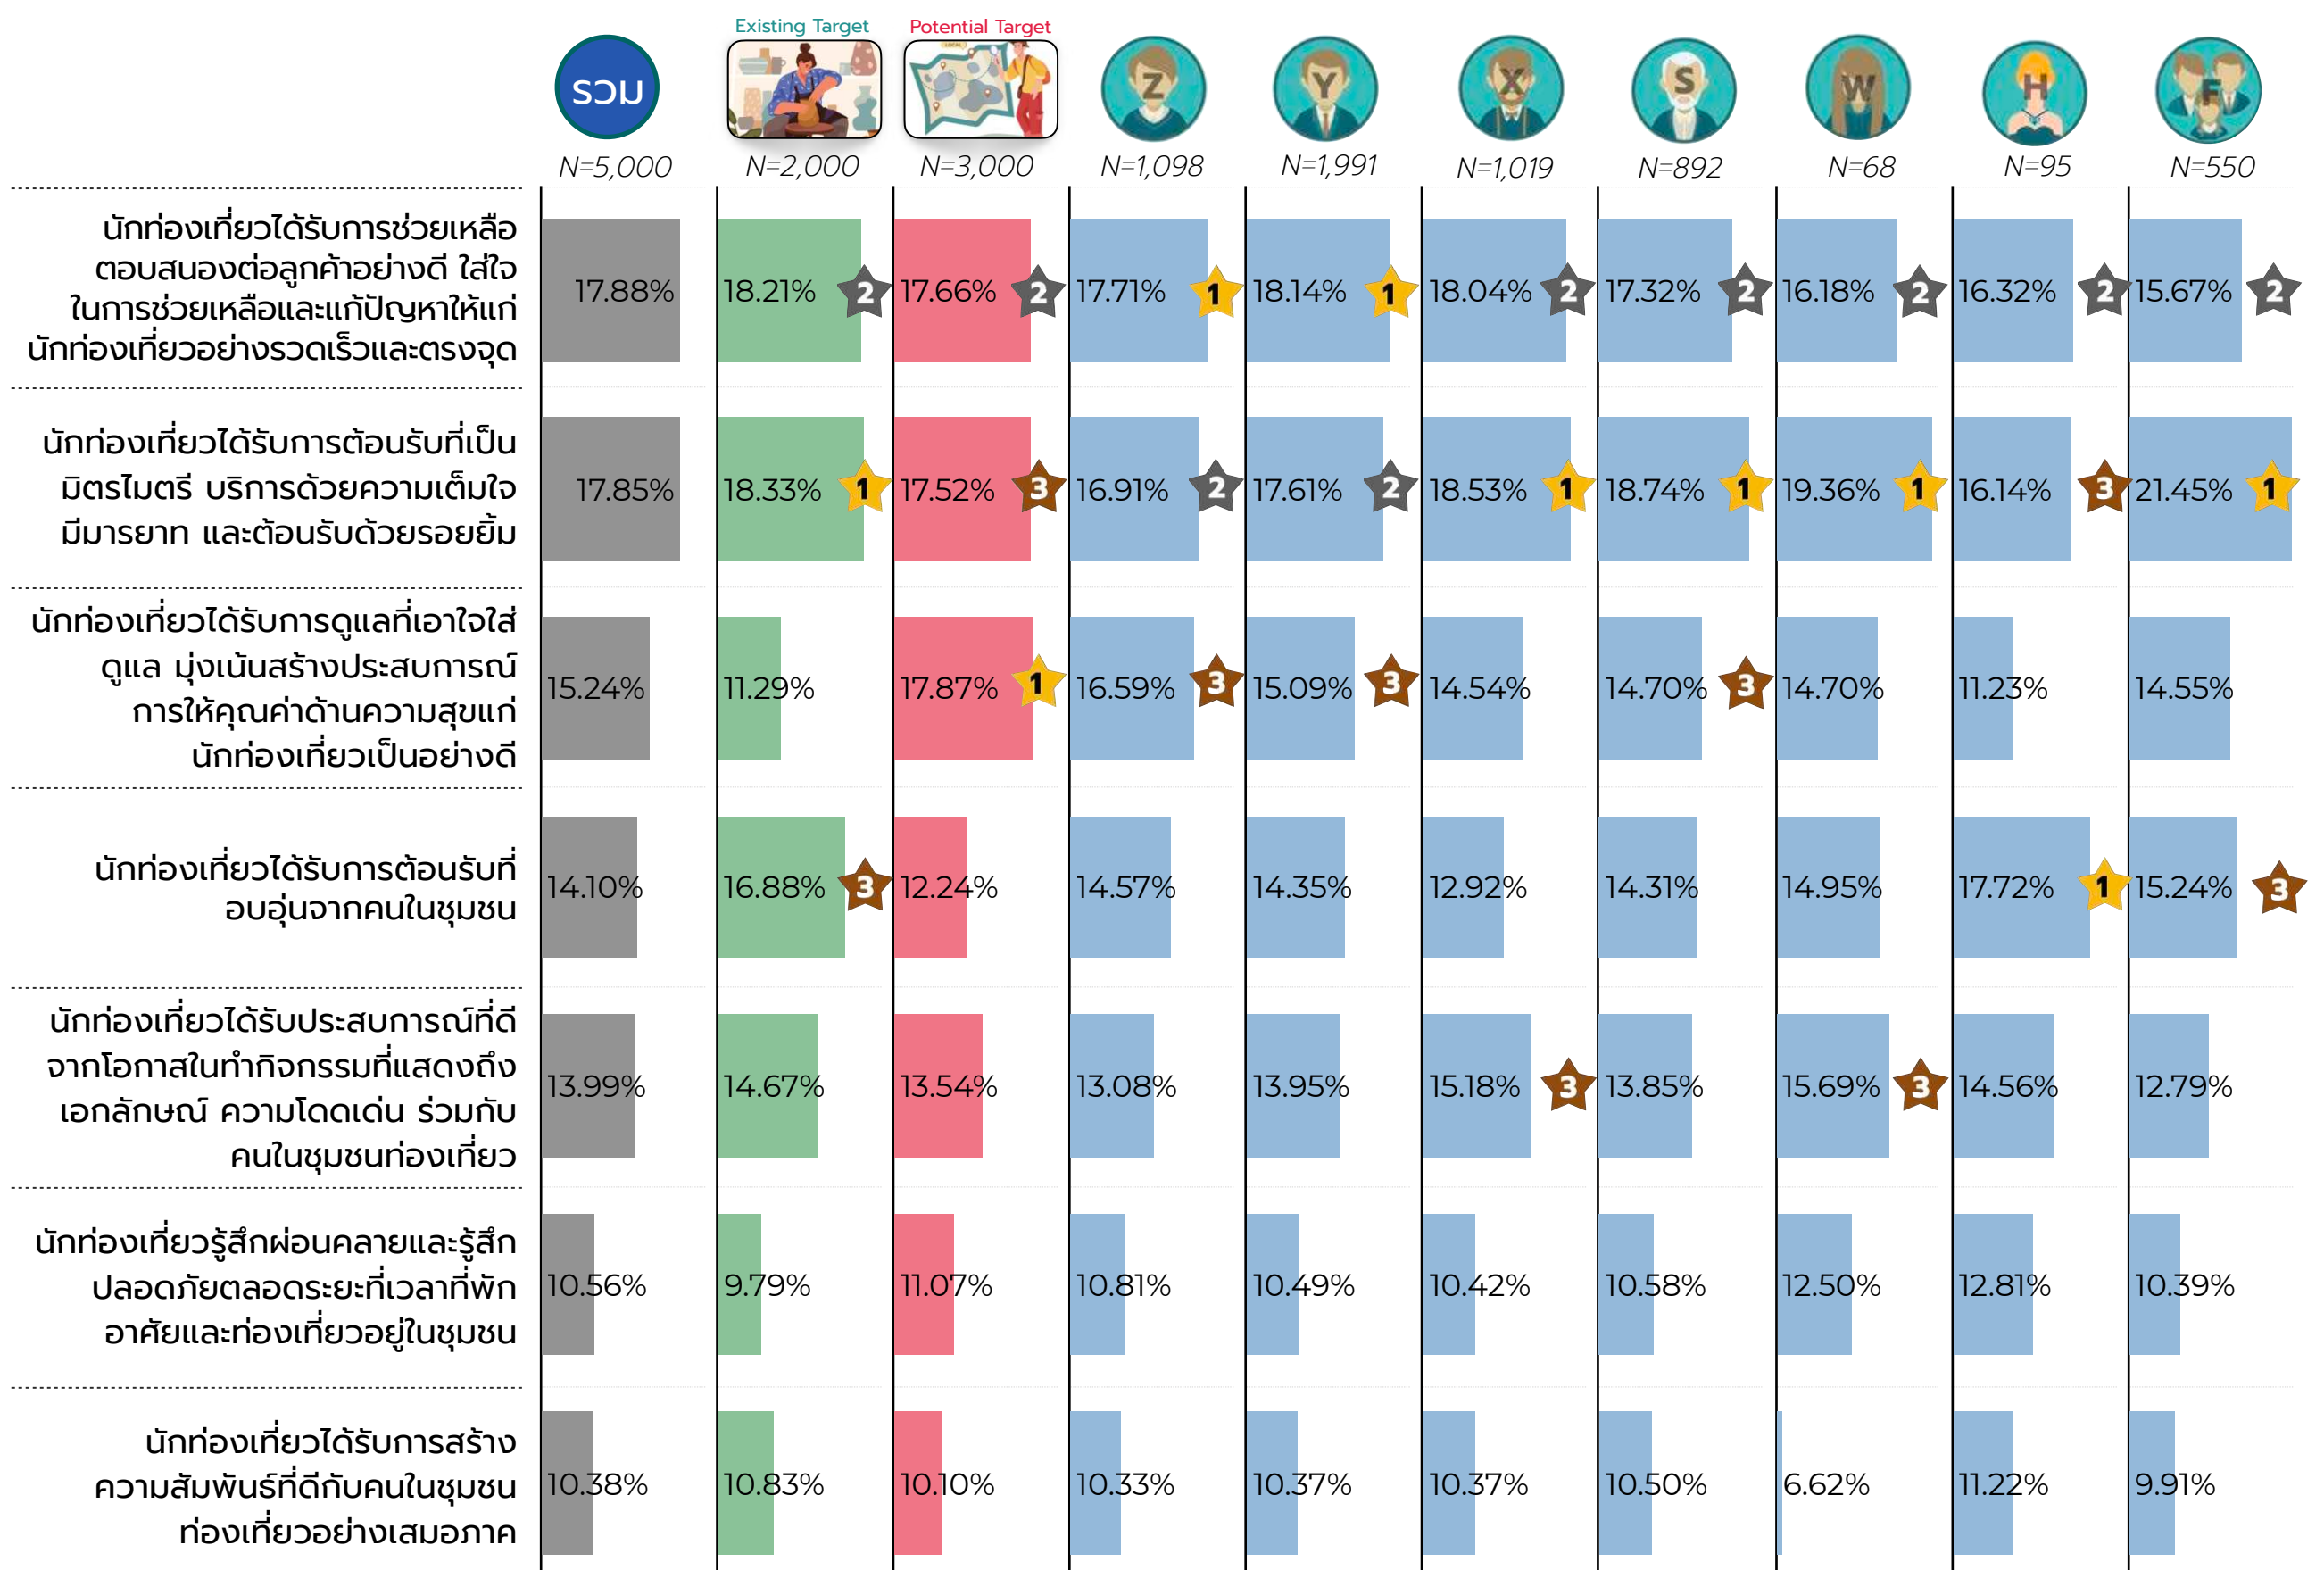 Existing Target Potential Target
รวม Z Y X S W H F
LOCAL
N=5,000 N=2,000 N=3,000 N=1,098 N=1,991 N=1,019 N=892 N=68 N=95 N=550
นักท่องเที่ยวได้รับการช่วยเหลือ
ตอบสนองต่อลูกค้าอย่างดี ใส่ใจ
ในการช่วยเหลือและแก้ปัญหาให้แก่
นักท่องเที่ยวอย่างรวดเร็วและตรงจุด
17.88% 18.21% 2 17.66% 2 17.71% 1 18.14% 1 18.04% 2 17.32% 2 16.18% 2 16.32% 2 15.67% 2
นักท่องเที่ยวได้รับการต้อนรับที่เป็น
มิตรไมตรี บริการด้วยความเต็มใจ
มีมารยาท และต้อนรับด้วยรอยยิ้ม
17.85% 18.33% 1 17.52% 3 16.91% 2 17.61% 2 18.53% 1 18.74% 1 19.36% 1 16.14% 3 21.45% 1
นักท่องเที่ยวได้รับการดูแลที่เอาใจใส่
ดูแล มุ่งเน้นสร้างประสบการณ์
การให้คุณค่าด้านความสุขแก่
นักท่องเที่ยวเป็นอย่างดี
15.24% 11.29% 17.87% 1 16.59% 3 15.09% 3 14.54% 14.70% 3 14.70% 11.23% 14.55%
นักท่องเที่ยวได้รับการต้อนรับที่
อบอุ่นจากคนในชุมชน
14.10% 16.88% 3 12.24% 14.57% 14.35% 12.92% 14.31% 14.95% 17.72% 1 15.24% 3
นักท่องเที่ยวได้รับประสบการณ์ที่ดี
จากโอกาสในทำกิจกรรมที่แสดงถึง
เอกลักษณ์ ความโดดเด่น ร่วมกับ
คนในชุมชนท่องเที่ยว
13.99% 14.67% 13.54% 13.08% 13.95% 15.18% 3 13.85% 15.69% 3 14.56% 12.79%
นักท่องเที่ยวรู้สึกผ่อนคลายและรู้สึก
ปลอดภัยตลอดระยะที่เวลาที่พัก
อาศัยและท่องเที่ยวอยู่ในชุมชน
10.56% 9.79% 11.07% 10.81% 10.49% 10.42% 10.58% 12.50% 12.81% 10.39%
นักท่องเที่ยวได้รับการสร้าง
ความสัมพันธ์ที่ดีกับคนในชุมชน
ท่องเที่ยวอย่างเสมอภาค
10.38% 10.83% 10.10% 10.33% 10.37% 10.37% 10.50% 6.62% 11.22% 9.91%